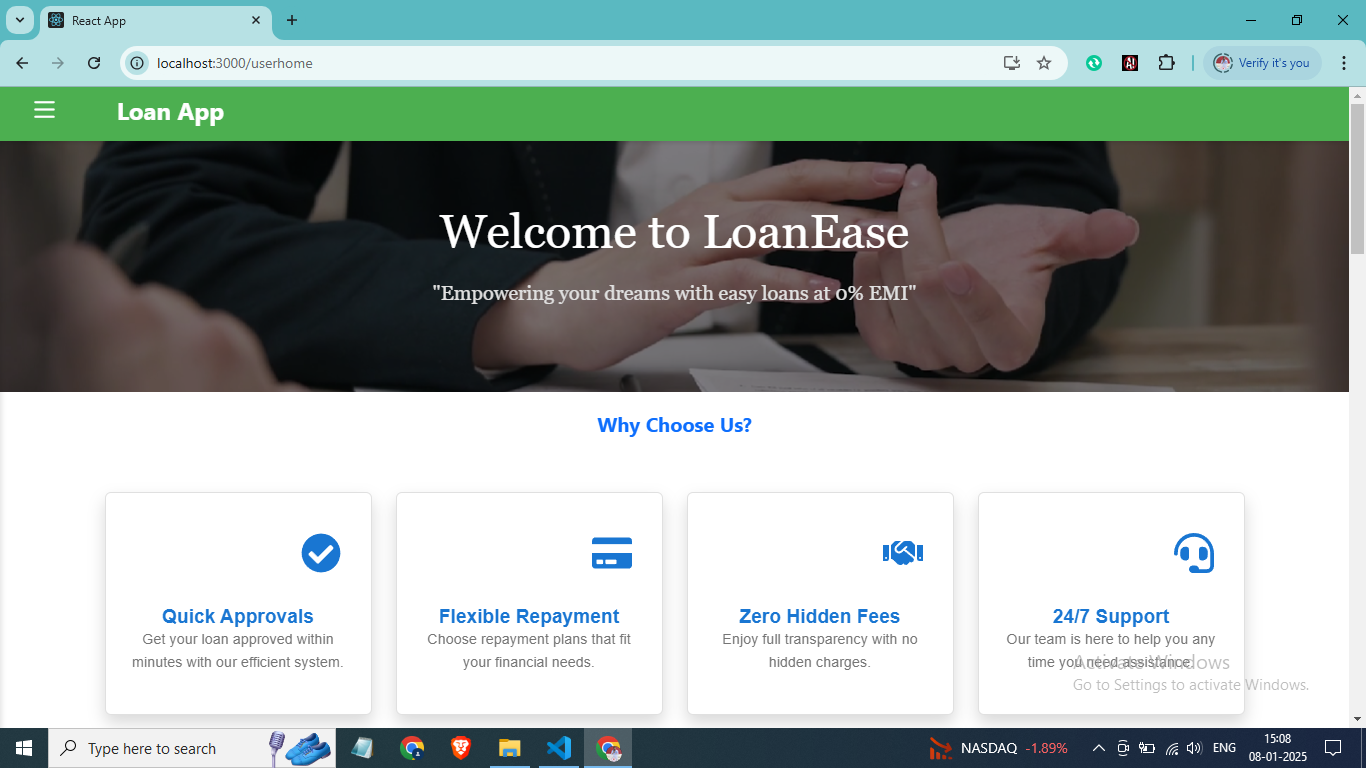 React App
localhost:3000/userhome
Verify it's you
Loan App
Welcome to LoanEase
"Empowering your dreams with easy loans at 0% EMI"
Why Choose Us?
Quick Approvals
Get your loan approved within
minutes with our efficient system.
Flexible Repayment
Choose repayment plans that fit
your financial needs.
Zero Hidden Fees
Enjoy full transparency with no
hidden charges.
24/7 Support
Our team is here to help you any
time you need assistance.
Activate Windows
Go to Settings to activate Windows.
Type here to search
NASDAQ -1.89%
ENG
15:08
08-01-2025